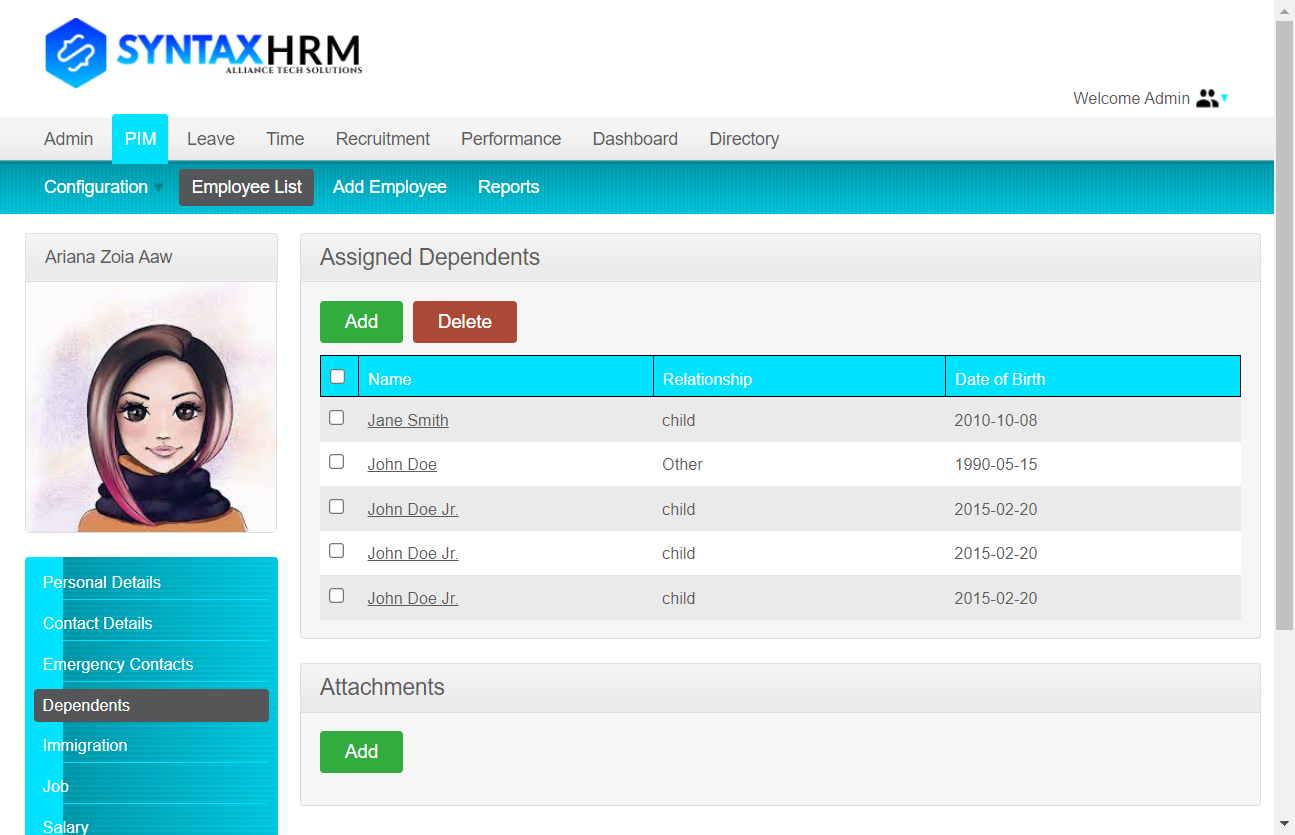 SYNTAXHRM
ALLIANCE TECH SOLUTIONS
Welcome Admin
Admin PIM Leave Time Recruitment Performance Dashboard Directory
Configuration Employee List Add Employee Reports
Ariana Zoia Aaw
Personal Details
Contact Details
Emergency Contacts
Dependents
Immigration
Job
Salary
Assigned Dependents
Add Delete
Name Relationship Date of Birth
Jane Smith child 2010-10-08
John Doe Other 1990-05-15
John Doe Jr. child 2015-02-20
John Doe Jr. child 2015-02-20
John Doe Jr. child 2015-02-20
Attachments
Add